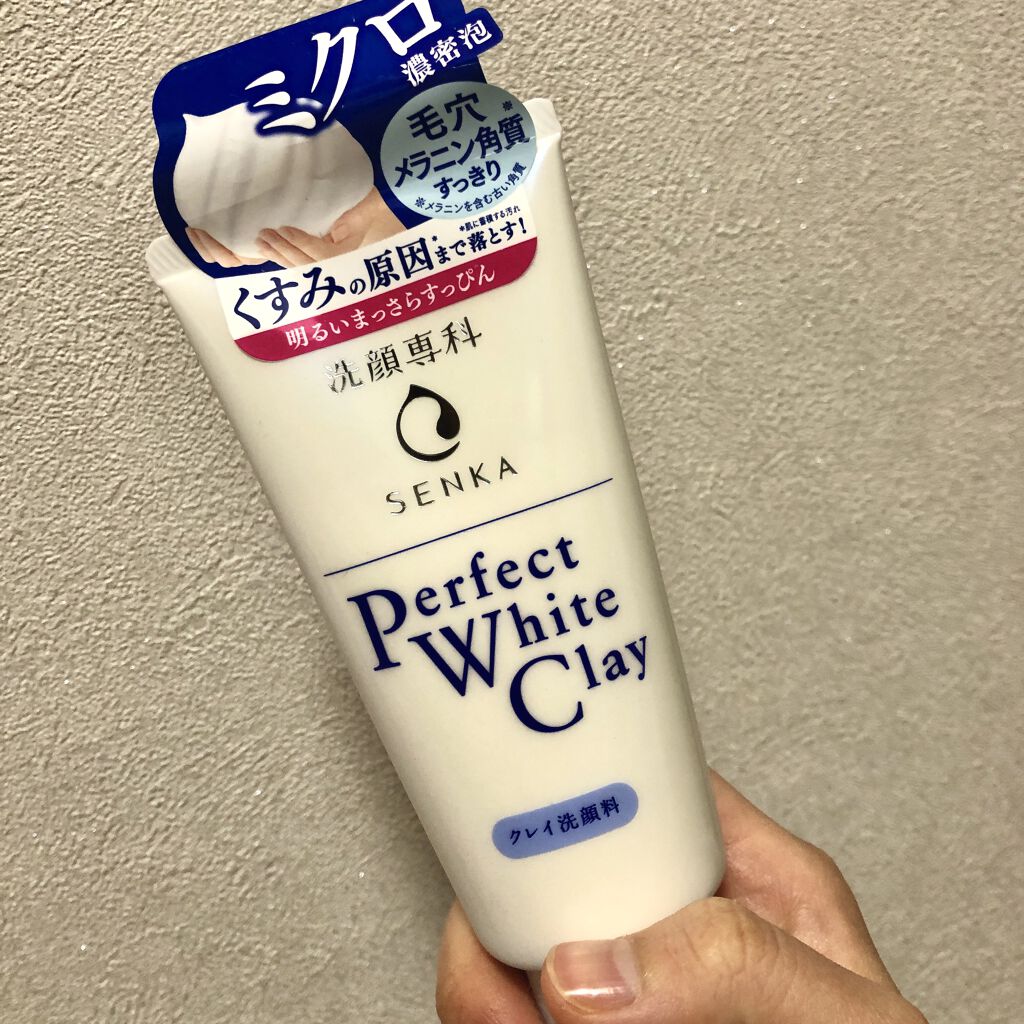 ミクロ
濃密泡
毛穴※
メラニン角質
すっきり
※メラニンを含む古い角質
*肌に蓄積する汚れ
くすみの原因*まで落とす!
明るいまっさらすっぴん
洗顔専科
SENKA
Perfect
White
Clay
クレイ洗顔料